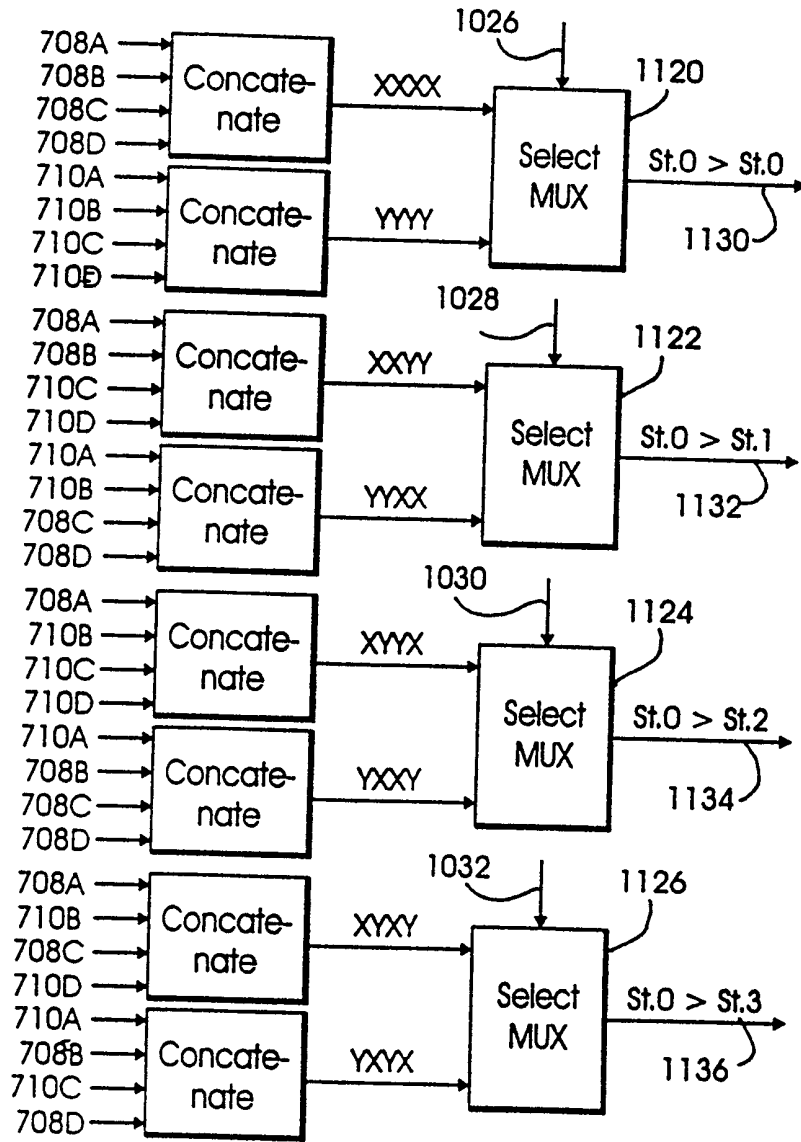 708A
708B
708C
708D
Concate-
nate
XXXX
1026
1120
Select
MUX
St.0 > St.0
1130
710A
710B
710C
710D
Concate-
nate
YYYY
708A
708B
710C
710D
Concate-
nate
XXYY
1028
1122
Select
MUX
St.0 > St.1
1132
710A
710B
708C
708D
Concate-
nate
YYXX
708A
710B
710C
710D
Concate-
nate
XYYX
1030
1124
Select
MUX
St.0 > St.2
1134
710A
708B
708C
708D
Concate-
nate
YXXY
708A
710B
708C
710D
Concate-
nate
XYXY
1032
1126
Select
MUX
St.0 > St.3
1136
710A
708B
710C
708D
Concate-
nate
YXYX